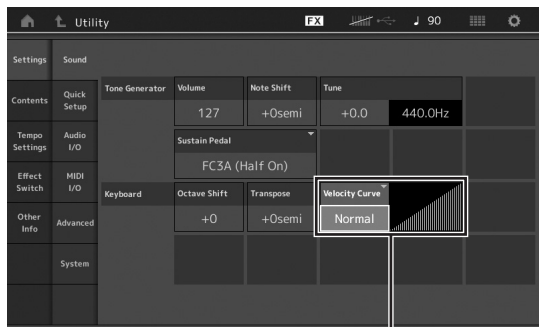 Utility
FX
♩ 90
Settings
Sound
Tone Generator
Volume
Note Shift
Tune
127
+0semi
+0.0
440.0Hz
Contents
Quick
Setup
Tempo
Settings
Audio
I/O
Sustain Pedal
FC3A (Half On)
Effect
Switch
MIDI
I/O
Keyboard
Octave Shift
Transpose
Velocity Curve
+0
+0semi
Normal
Other
Info
Advanced
System